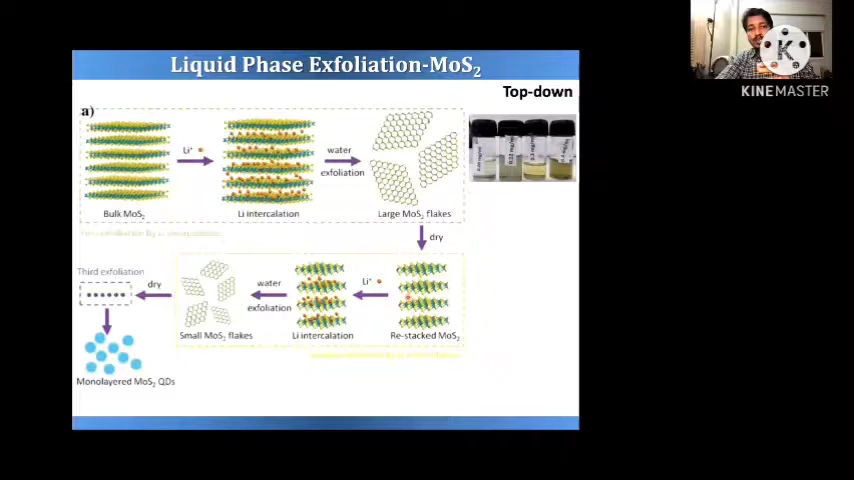 Liquid Phase Exfoliation-MoS₂
Top-down
a)
Li⁺
water
exfoliation
Bulk MoS₂
Li intercalation
Large MoS₂ flakes
dry
Third exfoliation
dry
water
exfoliation
Li⁺
Small MoS₂ flakes
Li intercalation
Re-stacked MoS₂
Monolayered MoS₂ QDs
K
KINEMASTER